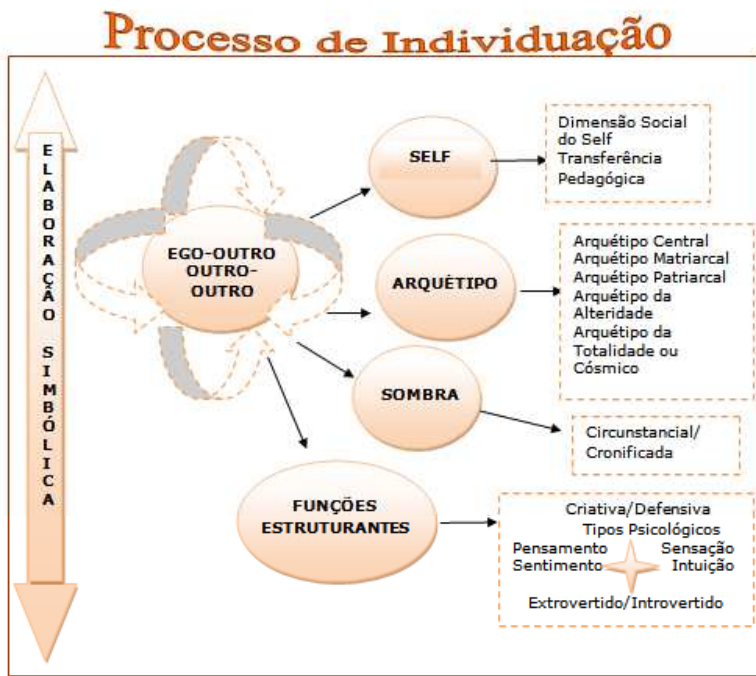 Processo de Individuação
ELABORAÇÃO SIMBÓLICA
EGO-OUTRO
OUTRO-
OUTRO
SELF
Dimensão Social
do Self
Transferência
Pedagógica
ARQUÉTIPO
Arquétipo Central
Arquétipo Matriarcal
Arquétipo Patriarcal
Arquétipo da
Alteridade
Arquétipo da
Totalidade ou
Cósmico
SOMBRA
Circunstancial/
Cronificada
FUNÇÕES
ESTRUTURANTES
Criativa/Defensiva
Tipos Psicológicos
Pensamento Sensação
Sentimento Intuição
Extrovertido/Introvertido